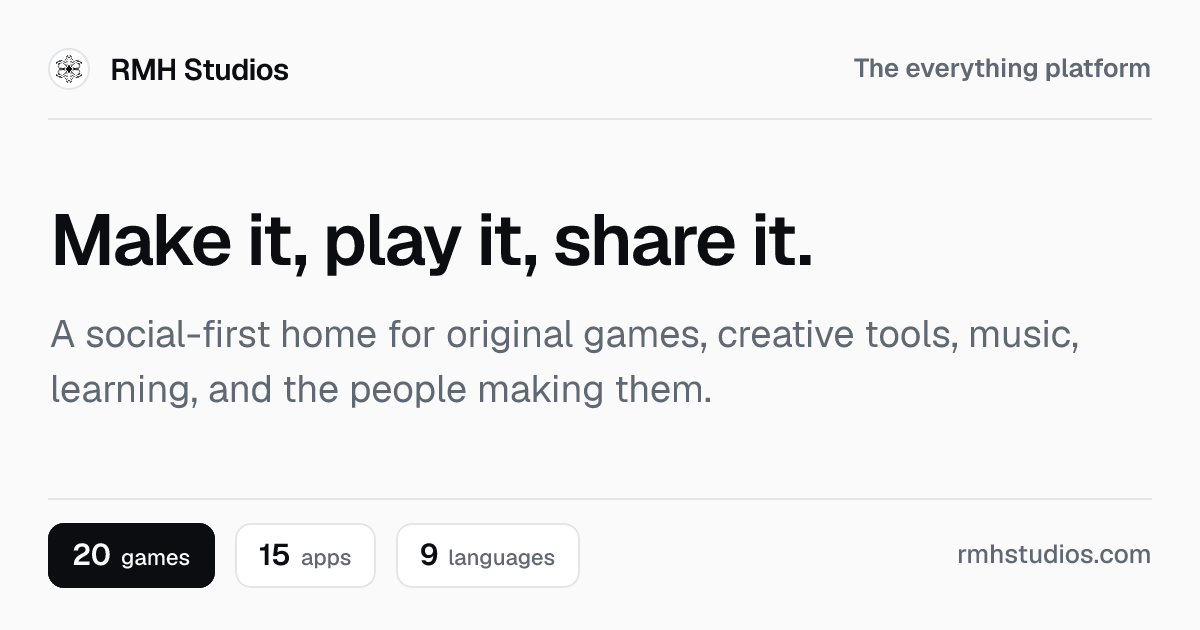 RMH Studios
The everything platform
Make it, play it, share it.
A social-first home for original games, creative tools, music,
learning, and the people making them.
20 games
15 apps
9 languages
rmhstudios.com